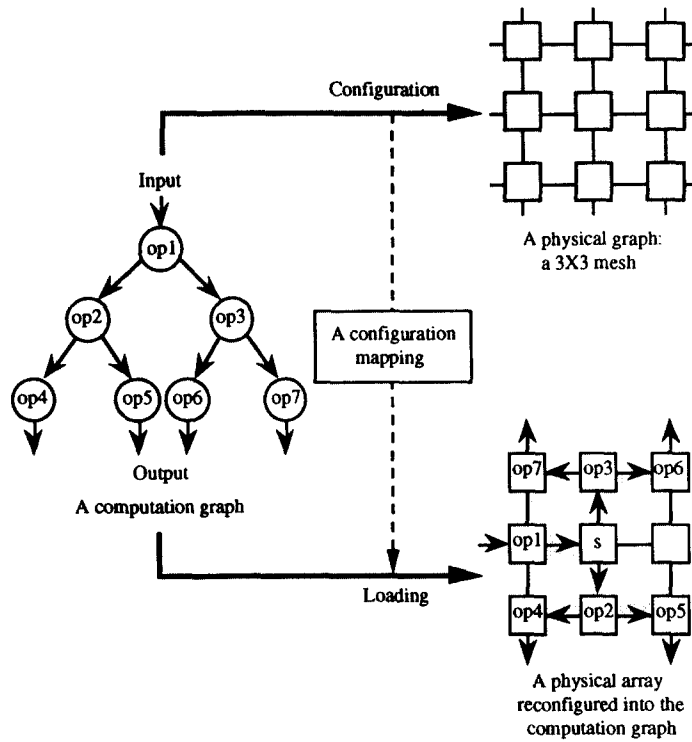 Configuration
Input
op1
op2
op3
op4
op5
op6
op7
Output
A computation graph
A physical graph:
a 3X3 mesh
A configuration
mapping
Loading
op7
op3
op6
op1
s
op4
op2
op5
A physical array
reconfigured into the
computation graph